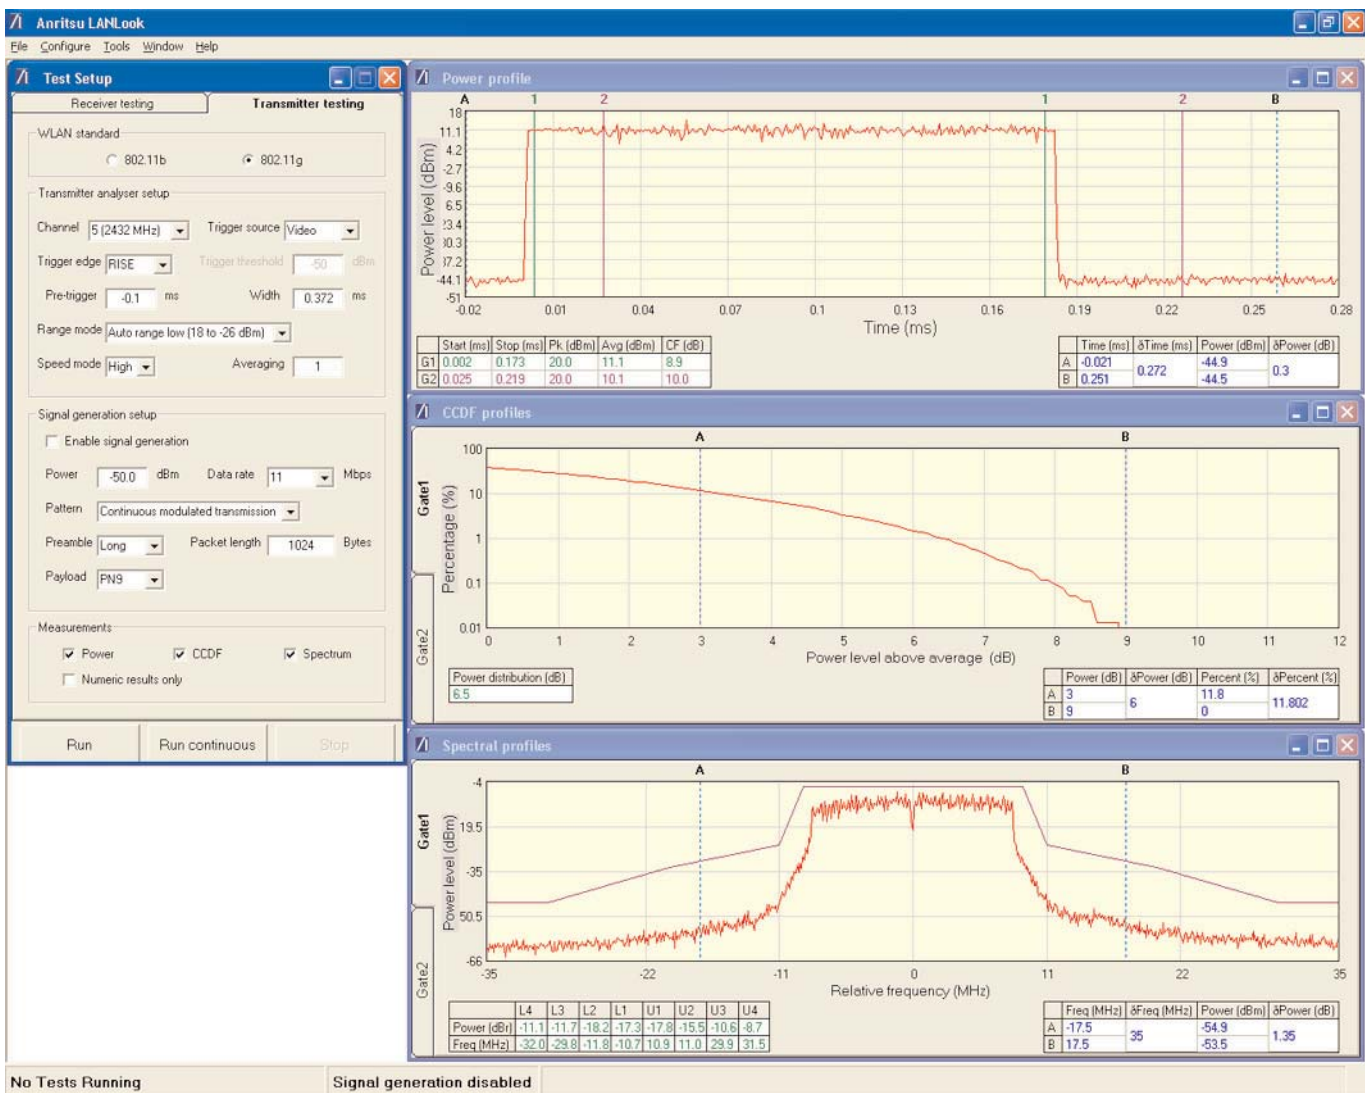 Anritsu LANLook
File Configure Tools Window Help
Test Setup
Receiver testing Transmitter testing
WLAN standard
802.11b 802.11g
Transmitter analyser setup
Channel 5 (2432 MHz) Trigger source Video
Trigger edge RISE Trigger threshold -50 dBm
Pre-trigger -0.1 ms Width 0.372 ms
Range mode Auto range low (18 to -26 dBm)
Speed mode High Averaging 1
Signal generation setup
Enable signal generation
Power -50.0 dBm Data rate 11 Mbps
Pattern Continuous modulated transmission
Preamble Long Packet length 1024 Bytes
Payload PN9
Measurements
Power CCDF Spectrum
Numeric results only
Run Run continuous Stop
Power profile
A 1 2 1 2 B
Power level (dBm)
18
11.1
4.2
-2.7
-9.6
6.5
23.4
30.3
37.2
-44.1
-51
-0.02 0.01 0.04 0.07 0.1 0.13 0.16 0.19 0.22 0.25 0.28
Time (ms)
Start (ms) Stop (ms) Pk (dBm) Avg (dBm) CF (dB)
G1 0.002 0.173 20.0 11.1 8.9
G2 0.025 0.219 20.0 10.1 10.0
Time (ms) δTime (ms) Power (dBm) δPower (dB)
A -0.021 0.272 -44.9 0.3
B 0.251 -44.5
CCDF profiles
Gate1
Gate2
A B
Percentage (%)
100
10
1
0.1
0.01
0 1 2 3 4 5 6 7 8 9 10 11 12
Power level above average (dB)
Power distribution (dB)
6.5
Power (dB) δPower (dB) Percent (%) δPercent (%)
A 3 6 11.8 11.802
B 9 0
Spectral profiles
Gate1
Gate2
A B
Power level (dBm)
-4
19.5
-35
50.5
-66
-35 -22 -11 0 11 22 35
Relative frequency (MHz)
L4 L3 L2 L1 U1 U2 U3 U4
Power (dBr) -11.1 -11.7 -18.2 -17.3 -17.8 -15.5 -10.6 -8.7
Freq (MHz) -32.0 -29.8 -11.8 -10.7 10.9 11.0 29.9 31.5
Freq (MHz) δFreq (MHz) Power (dBm) δPower (dB)
A -17.5 35 -54.9 1.35
B 17.5 -53.5
No Tests Running Signal generation disabled